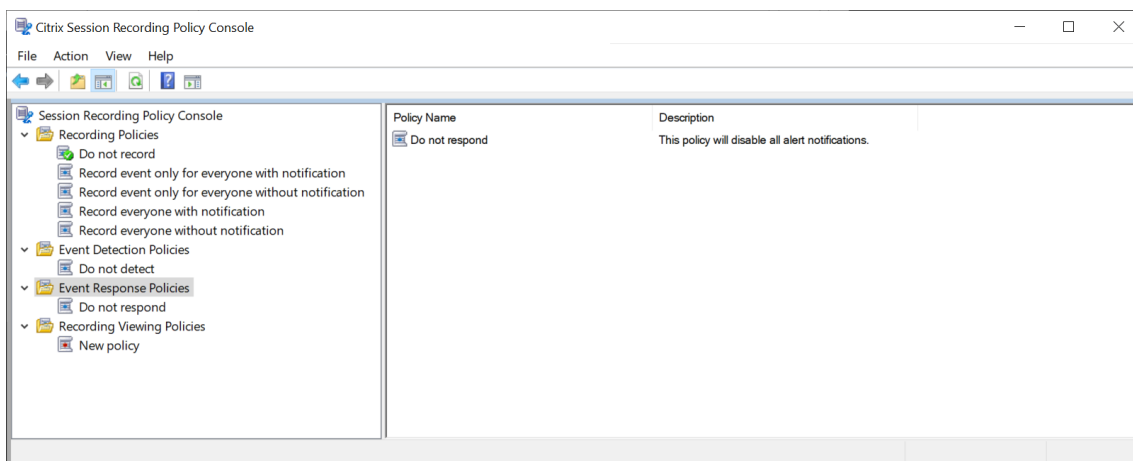 Citrix Session Recording Policy Console
File Action View Help
Session Recording Policy Console
Recording Policies
Do not record
Record event only for everyone with notification
Record event only for everyone without notification
Record everyone with notification
Record everyone without notification
Event Detection Policies
Do not detect
Event Response Policies
Do not respond
Recording Viewing Policies
New policy
Policy Name Description
Do not respond This policy will disable all alert notifications.